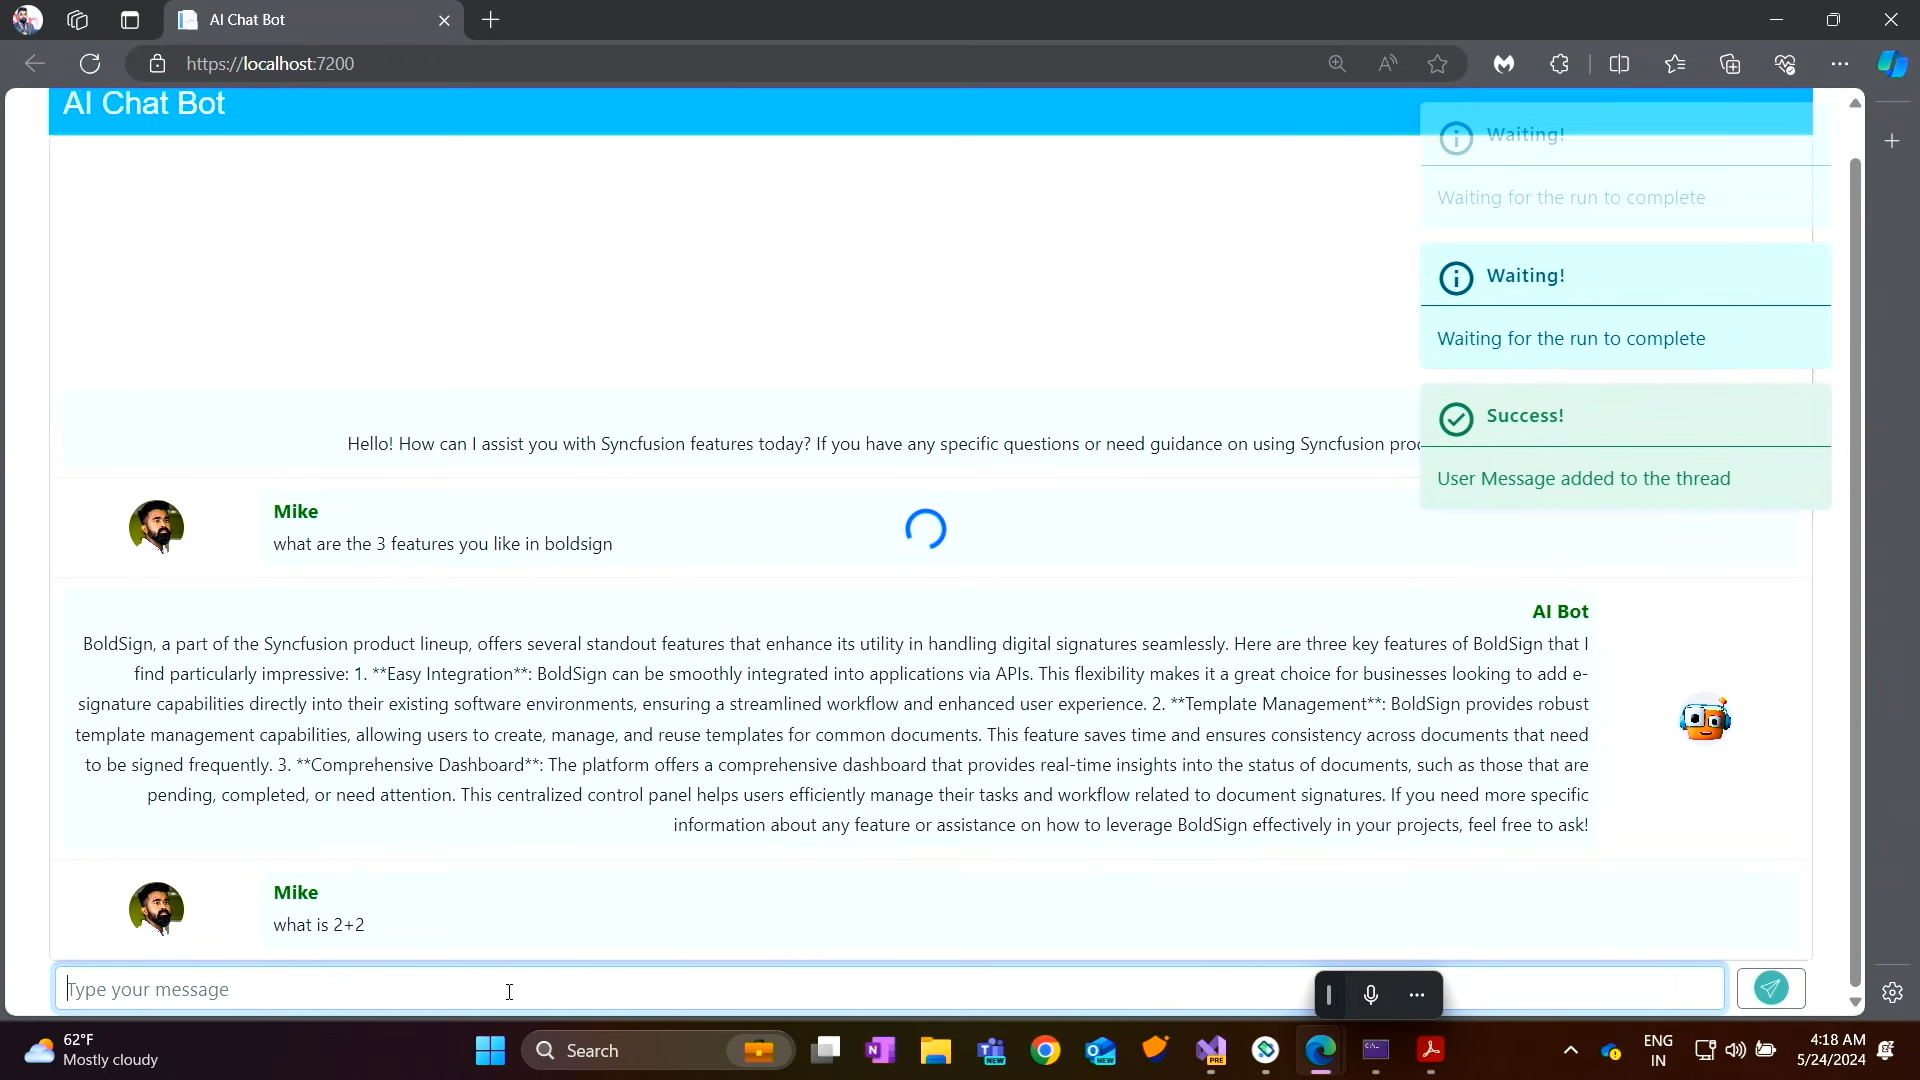 AI Chat Bot
https://localhost:7200
AI Chat Bot
Waiting!
Waiting for the run to complete
Waiting!
Waiting for the run to complete
Success!
User Message added to the thread
Hello! How can I assist you with Syncfusion features today? If you have any specific questions or need guidance on using Syncfusion
Mike
what are the 3 features you like in boldsign
AI Bot
BoldSign, a part of the Syncfusion product lineup, offers several standout features that enhance its utility in handling digital signatures seamlessly. Here are three key features of BoldSign that I
find particularly impressive: 1. **Easy Integration**: BoldSign can be smoothly integrated into applications via APIs. This flexibility makes it a great choice for businesses looking to add e-
signature capabilities directly into their existing software environments, ensuring a streamlined workflow and enhanced user experience. 2. **Template Management**: BoldSign provides robust
template management capabilities, allowing users to create, manage, and reuse templates for common documents. This feature saves time and ensures consistency across documents that need
to be signed frequently. 3. **Comprehensive Dashboard**: The platform offers a comprehensive dashboard that provides real-time insights into the status of documents, such as those that are
pending, completed, or need attention. This centralized control panel helps users efficiently manage their tasks and workflow related to document signatures. If you need more specific
information about any feature or assistance on how to leverage BoldSign effectively in your projects, feel free to ask!
Mike
what is 2+2
Type your message
62°F
Mostly cloudy
Search
NEW
NEW
PRE
ENG
IN
4:18 AM
5/24/2024